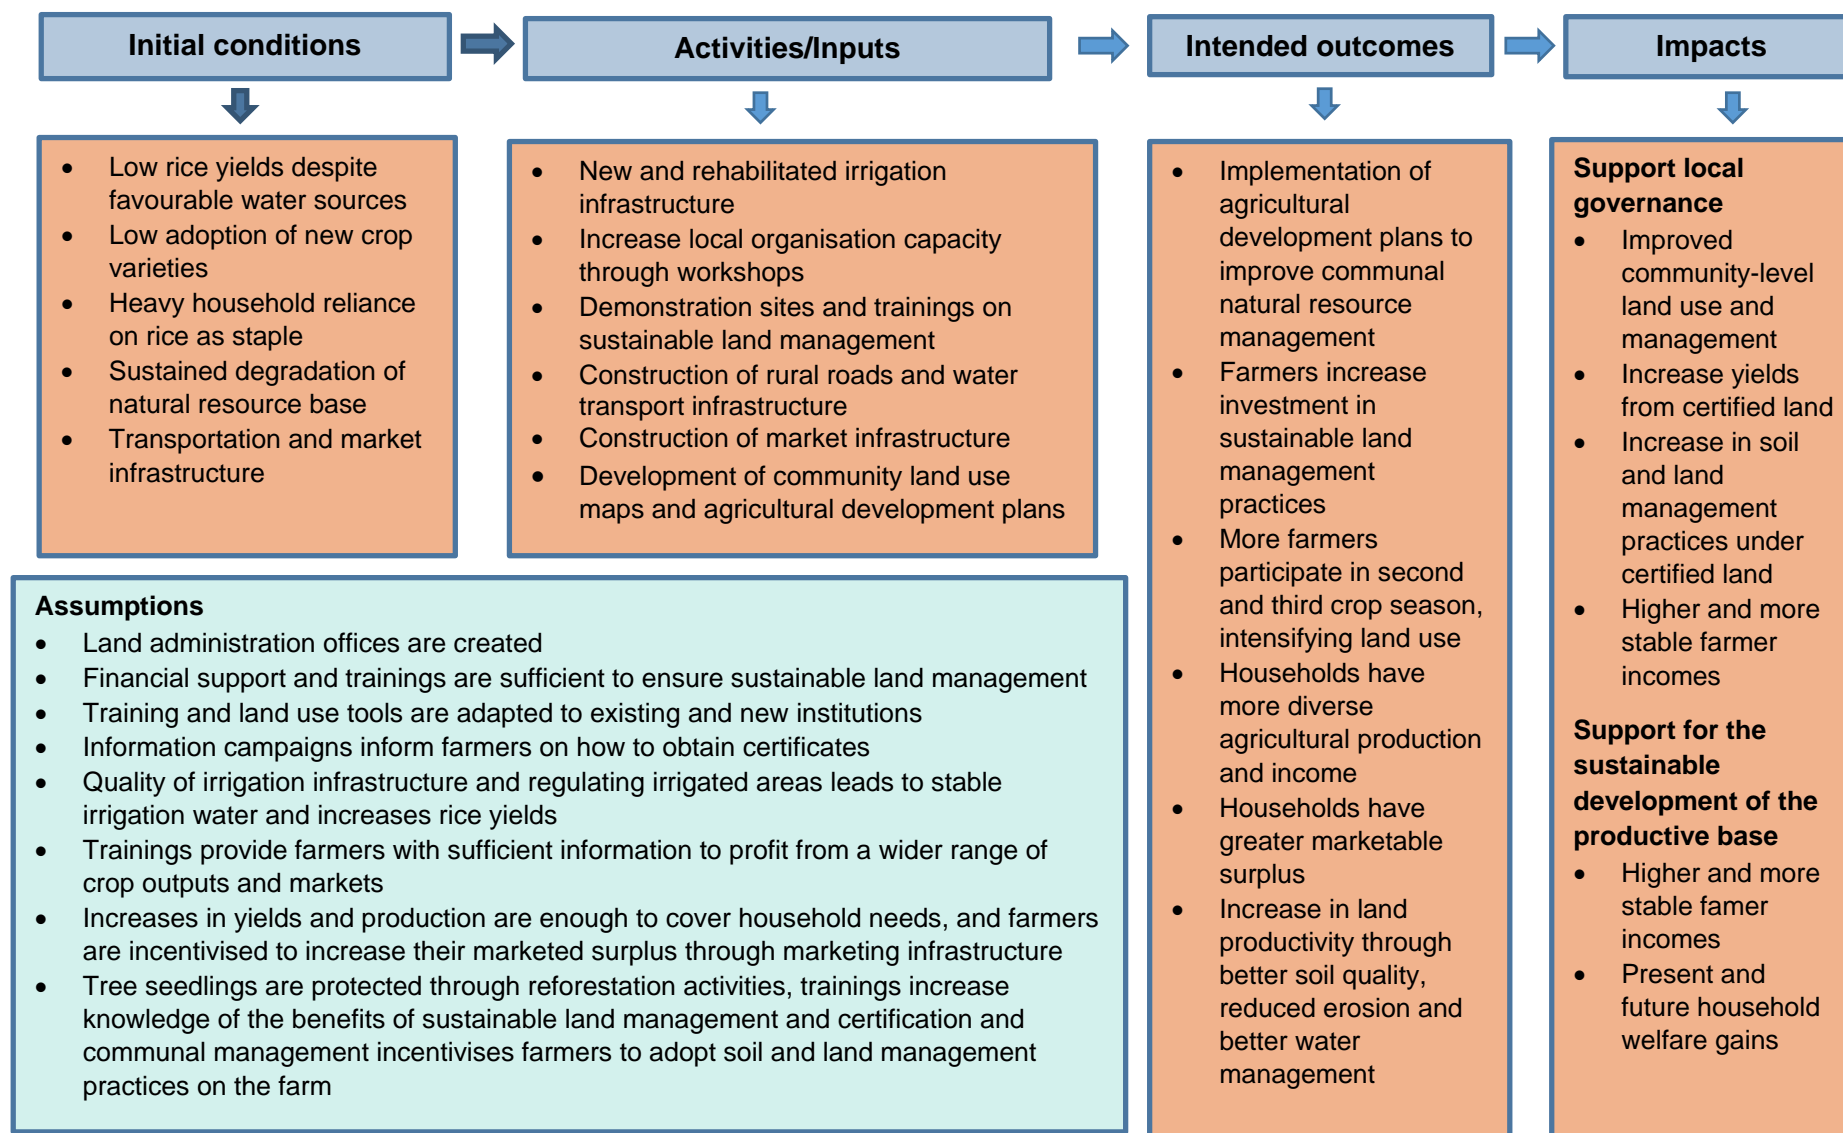 Initial conditions
Activities/Inputs
Intended outcomes
Impacts
• Low rice yields despite
favourable water sources
• Low adoption of new crop
varieties
• Heavy household reliance
on rice as staple
• Sustained degradation of
natural resource base
• Transportation and market
infrastructure
• New and rehabilitated irrigation
infrastructure
• Increase local organisation capacity
through workshops
• Demonstration sites and trainings on
sustainable land management
• Construction of rural roads and water
transport infrastructure
• Construction of market infrastructure
• Development of community land use
maps and agricultural development plans
• Implementation of
agricultural
development plans to
improve communal
natural resource
management
• Farmers increase
investment in
sustainable land
management
practices
• More farmers
participate in second
and third crop season,
intensifying land use
• Households have
more diverse
agricultural production
and income
• Households have
greater marketable
surplus
• Increase in land
productivity through
better soil quality,
reduced erosion and
better water
management
Support local
governance
• Improved
community-level
land use and
management
• Increase yields
from certified land
• Increase in soil
and land
management
practices under
certified land
• Higher and more
stable farmer
incomes
Support for the
sustainable
development of the
productive base
• Higher and more
stable famer
incomes
• Present and
future household
welfare gains
Assumptions
• Land administration offices are created
• Financial support and trainings are sufficient to ensure sustainable land management
• Training and land use tools are adapted to existing and new institutions
• Information campaigns inform farmers on how to obtain certificates
• Quality of irrigation infrastructure and regulating irrigated areas leads to stable
irrigation water and increases rice yields
• Trainings provide farmers with sufficient information to profit from a wider range of
crop outputs and markets
• Increases in yields and production are enough to cover household needs, and farmers
are incentivised to increase their marketed surplus through marketing infrastructure
• Tree seedlings are protected through reforestation activities, trainings increase
knowledge of the benefits of sustainable land management and certification and
communal management incentivises farmers to adopt soil and land management
practices on the farm